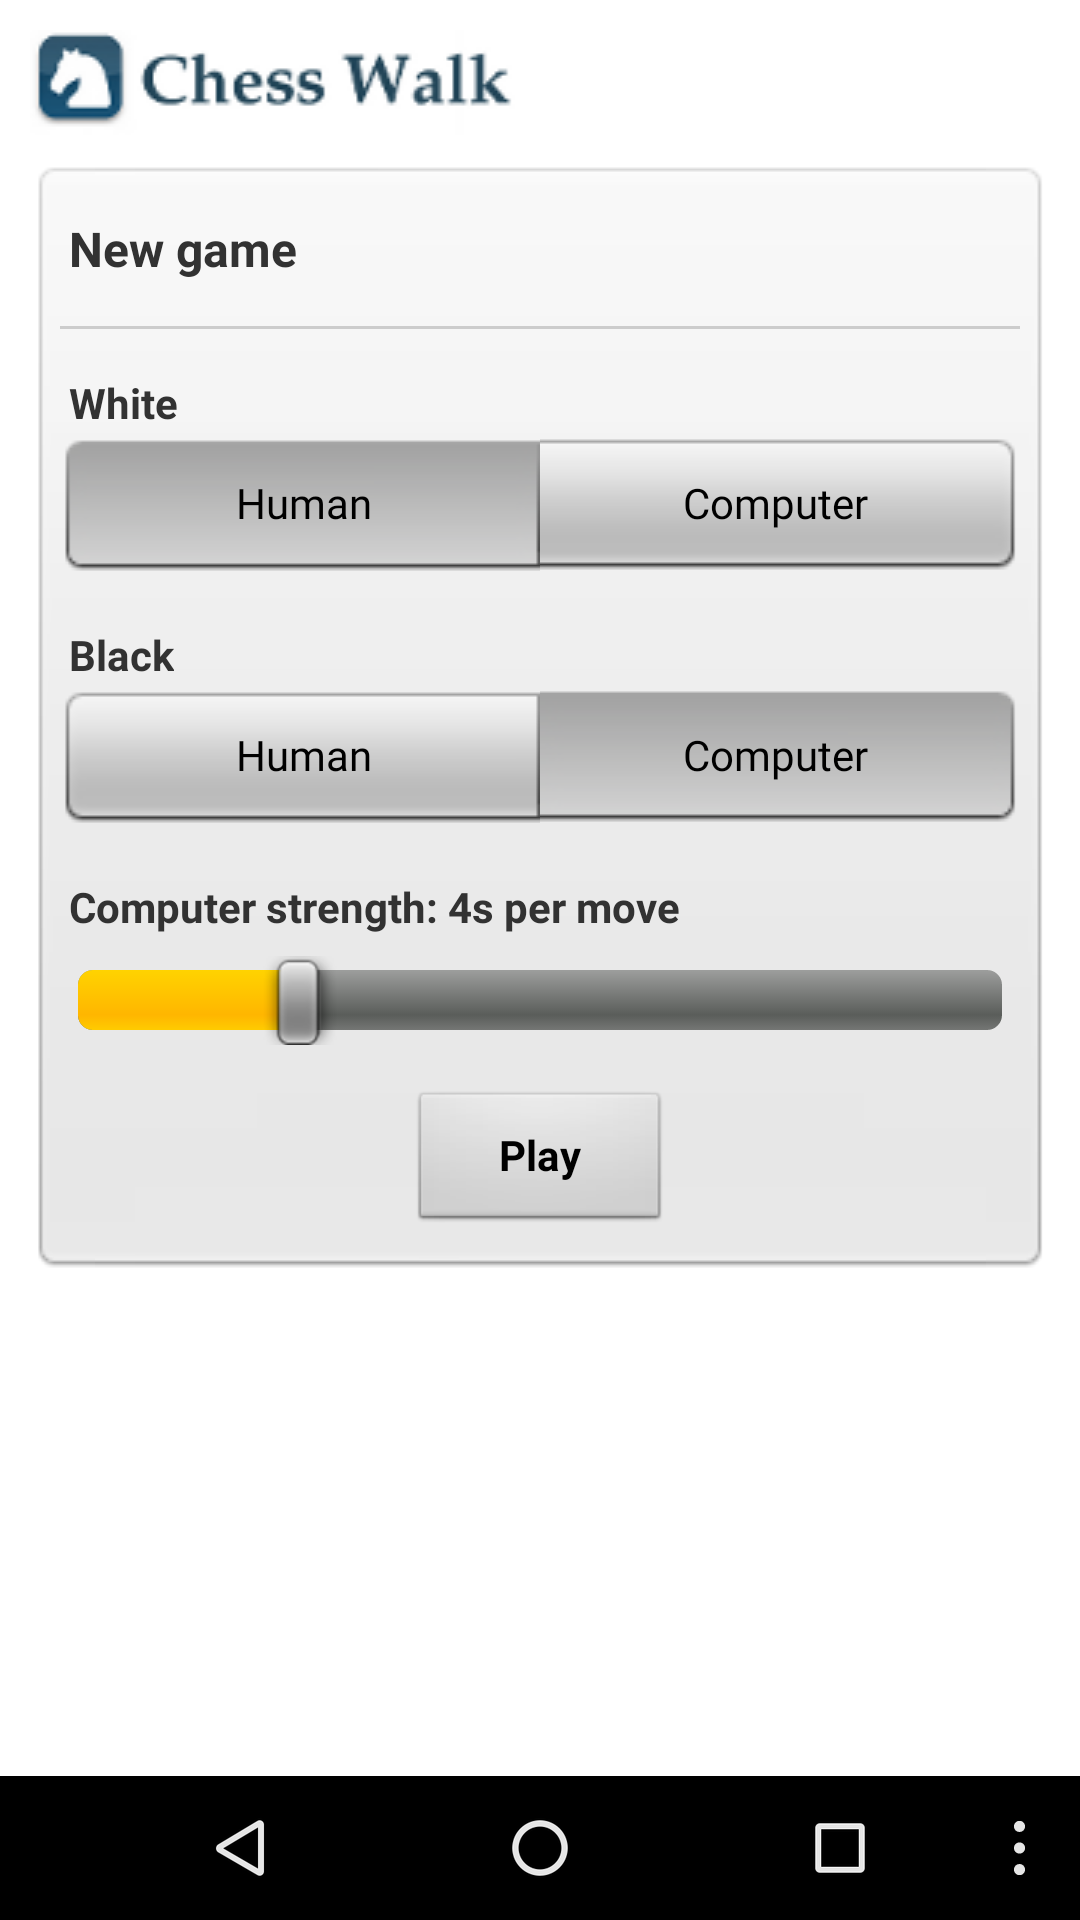 Chess Walk
New game
White
Human Computer
Black
Human Computer
Computer strength: 4s per move
Play